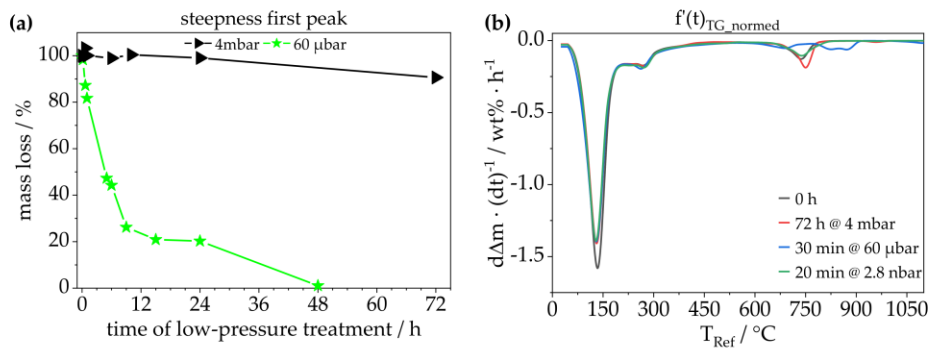 (a)
steepness first peak
4mbar
60 µbar
mass loss / %
100
80
60
40
20
0
0 12 24 36 48 60 72
time of low-pressure treatment / h
(b)
f'(t)TG_normed
dΔm · (dt)-1 / wt% · h-1
0.0
-0.5
-1.0
-1.5
0 h
72 h @ 4 mbar
30 min @ 60 µbar
20 min @ 2.8 nbar
0 150 300 450 600 750 900 1050
TRef / °C